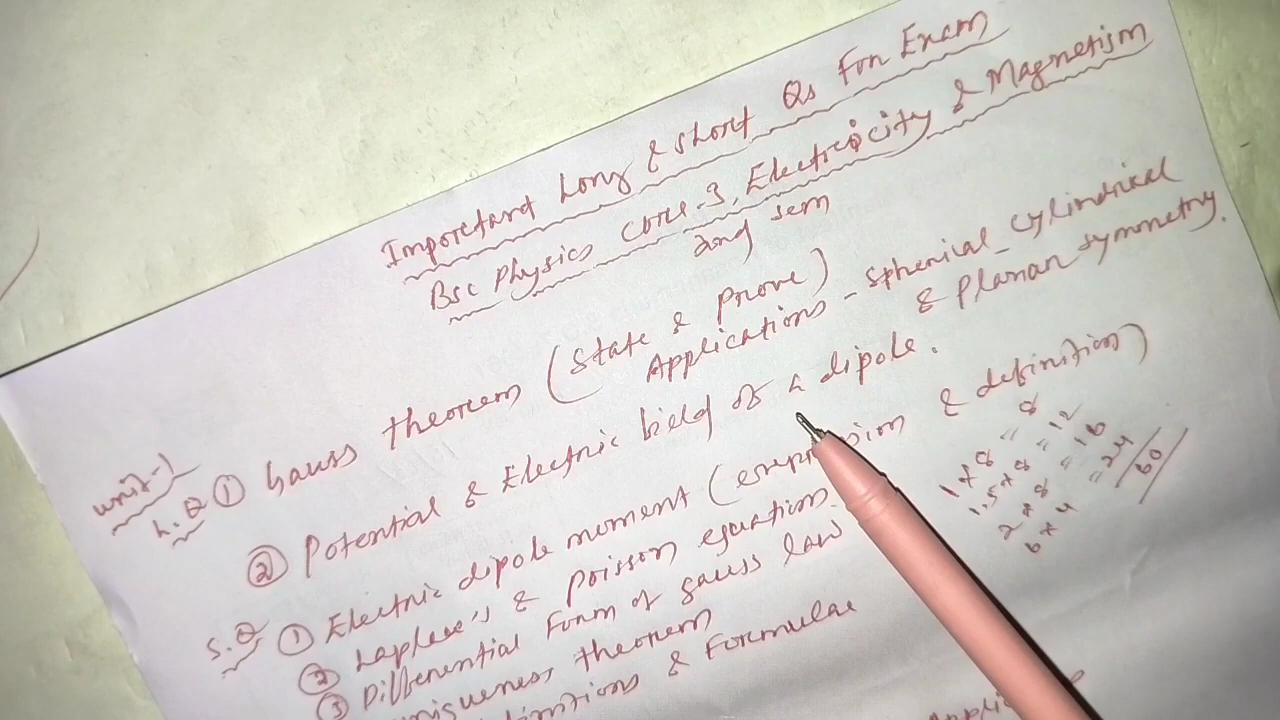 Important Long & Short Qs For Exam
BSc Physics Core-3, Electricity & Magnetism
2nd sem
Unit-1
L.Q ① Gauss theorem (State & Prove)
Applications - Spherical, Cylindrical
& Planar symmetry.
② Potential & Electric field of a dipole.
S.Q ① Electric dipole moment ( & definition)
② Laplace's & Poisson equation.
③ Differential Form of gauss law
theorem
& Formulae
1 x 8 = 8
1.5 x 8 = 12
2 x 8 = 16
6 x 4 = 24
60